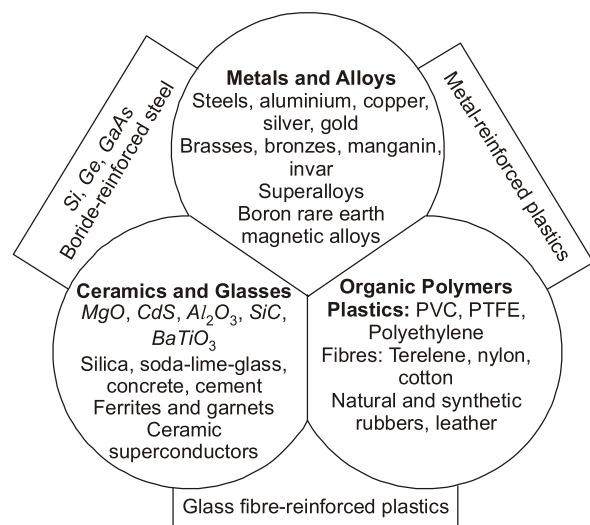 Metals and Alloys
Steels, aluminium, copper,
silver, gold
Brasses, bronzes, manganin,
invar
Superalloys
Boron rare earth
magnetic alloys
Si, Ge, GaAs
Boride-reinforced steel
Metal-reinforced plastics
Ceramics and Glasses
MgO, CdS, Al₂O₃, SiC,
BaTiO₃
Silica, soda-lime-glass,
concrete, cement
Ferrites and garnets
Ceramic
superconductors
Organic Polymers
Plastics: PVC, PTFE,
Polyethylene
Fibres: Terelene, nylon,
cotton
Natural and synthetic
rubbers, leather
Glass fibre-reinforced plastics